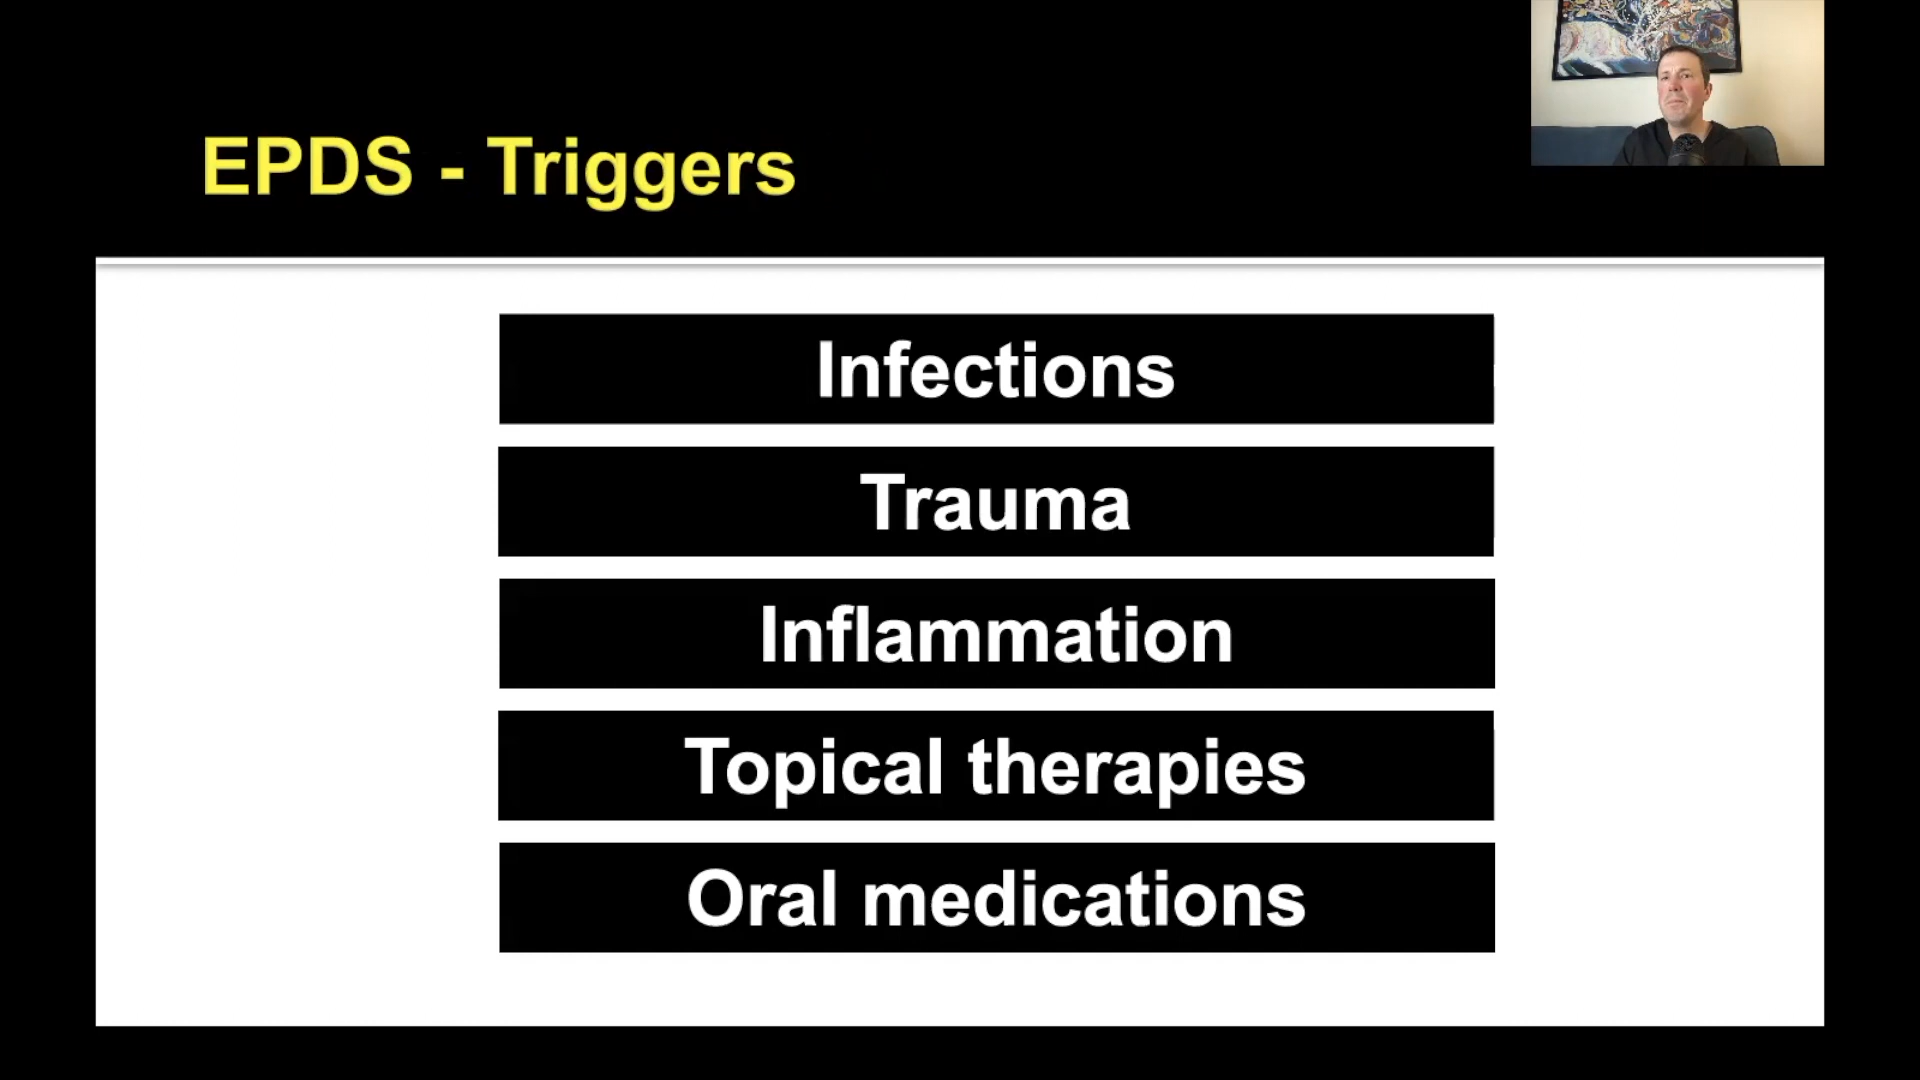 EPDS - Triggers
Infections
Trauma
Inflammation
Topical therapies
Oral medications